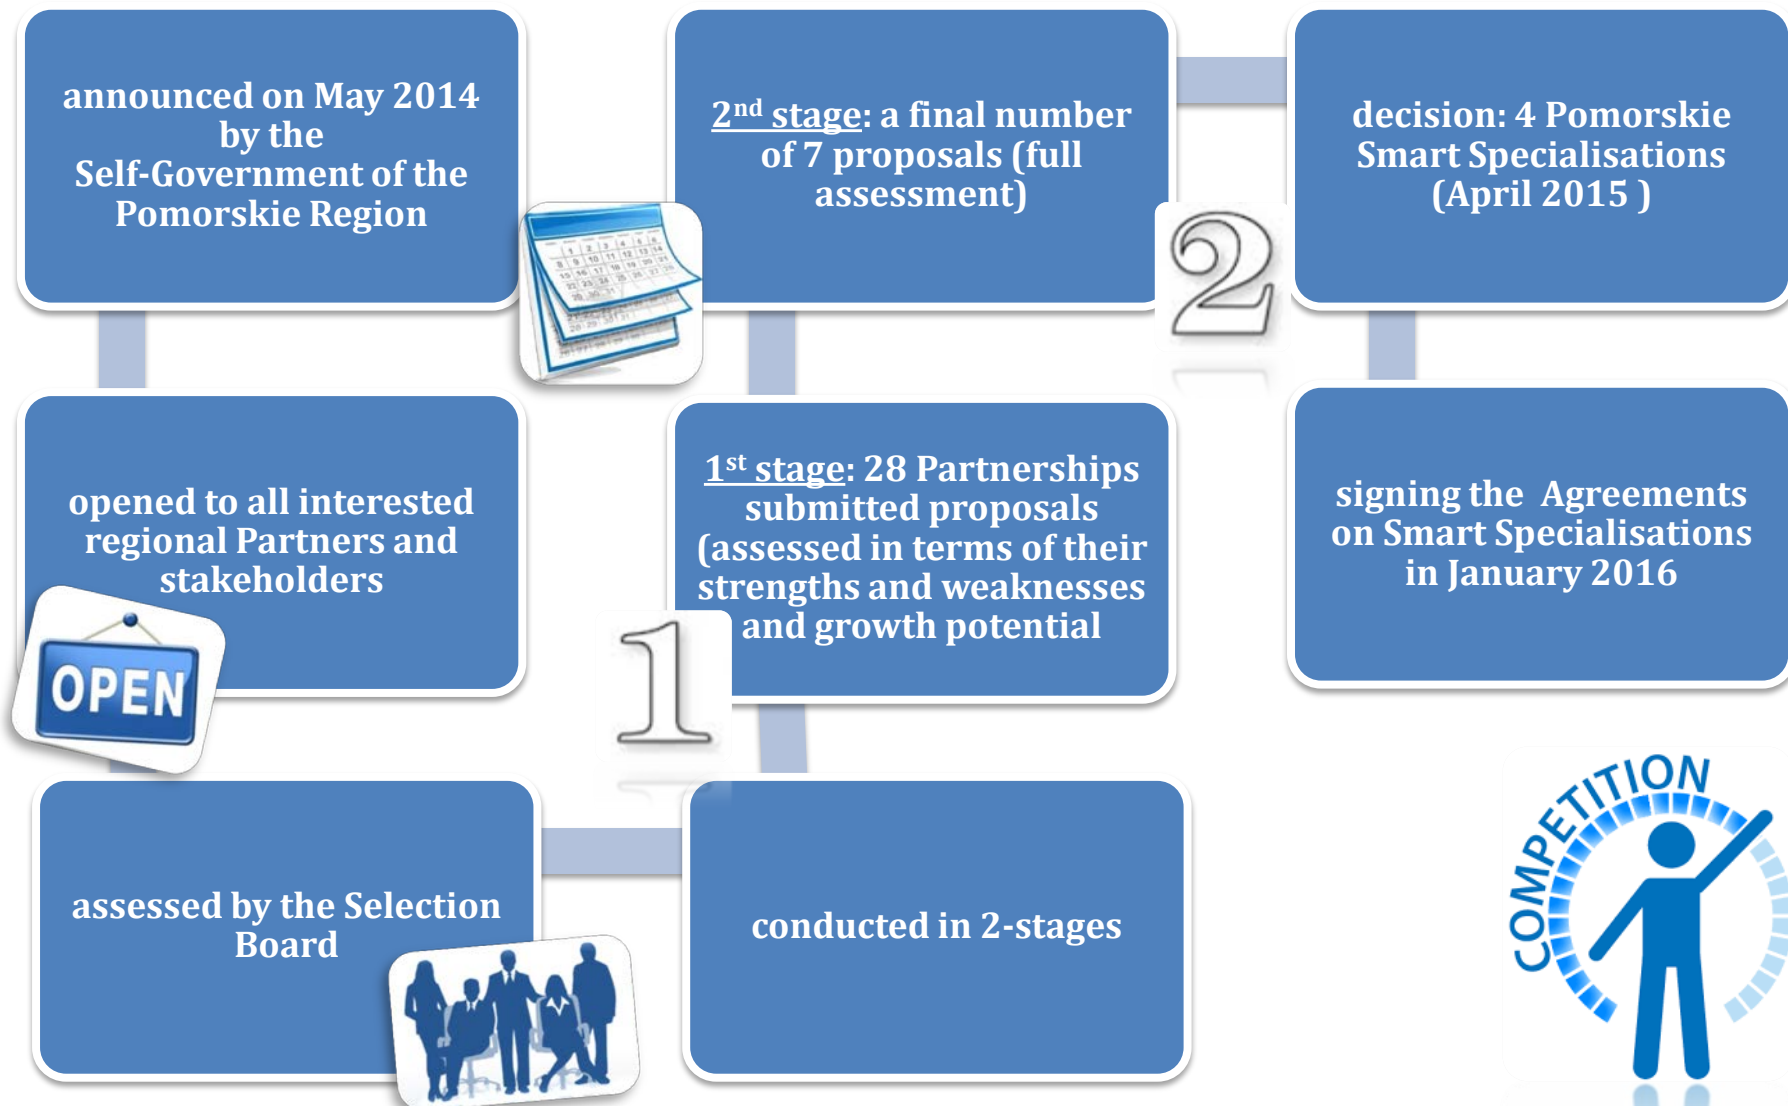 announced on May 2014
by the
Self-Government of the
Pomorskie Region
opened to all interested
regional Partners and
stakeholders
OPEN
assessed by the Selection
Board
conducted in 2-stages
1st stage: 28 Partnerships
submitted proposals
(assessed in terms of their
strengths and weaknesses
and growth potential
1
2nd stage: a final number
of 7 proposals (full
assessment)
2
decision: 4 Pomorskie
Smart Specialisations
(April 2015 )
signing the  Agreements
on Smart Specialisations
in January 2016
COMPETITION